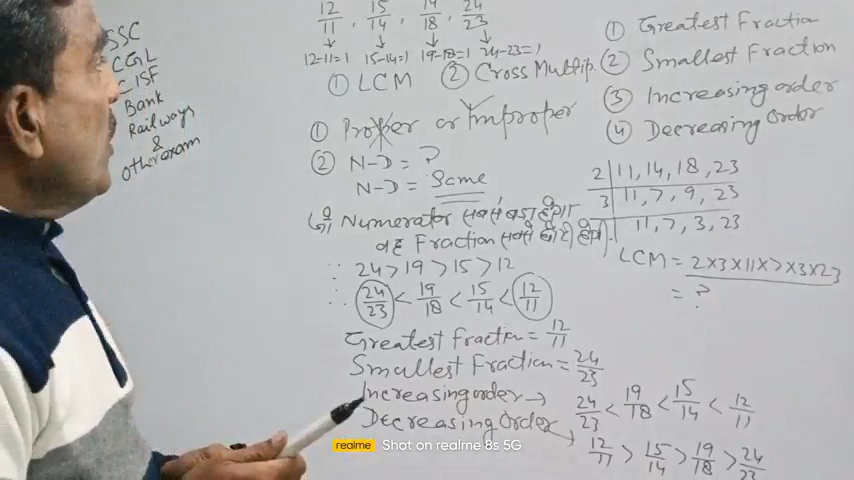 SSC
CGL
CISF
Bank
Railways
&
other exam
12/11, 15/14, 19/18, 24/23
12-11=1 15-14=1 19-18=1 24-23=1
① LCM ② Cross Multip.
① Proper or Improper
② N-D = ?
N-D = Same
Numerator सबसे बड़ा होगा
वह Fraction सबसे छोटी होगी.
∵ 24 > 19 > 15 > 12
∴ 24/23 < 19/18 < 15/14 < 12/11
Greatest fraction = 12/11
Smallest Fraction = 24/23
Increasing order → 24/23 < 19/18 < 15/14 < 12/11
Decreasing Order → 12/11 > 15/14 > 19/18 > 24/23
① Greatest Fraction
② Smallest Fraction
③ Increasing order
④ Decreasing Order
2 | 11, 14, 18, 23
3 | 11, 7, 9, 23
11, 7, 3, 23
LCM = 2×3×11×7×3×23
= ?
realme Shot on realme 8s 5G